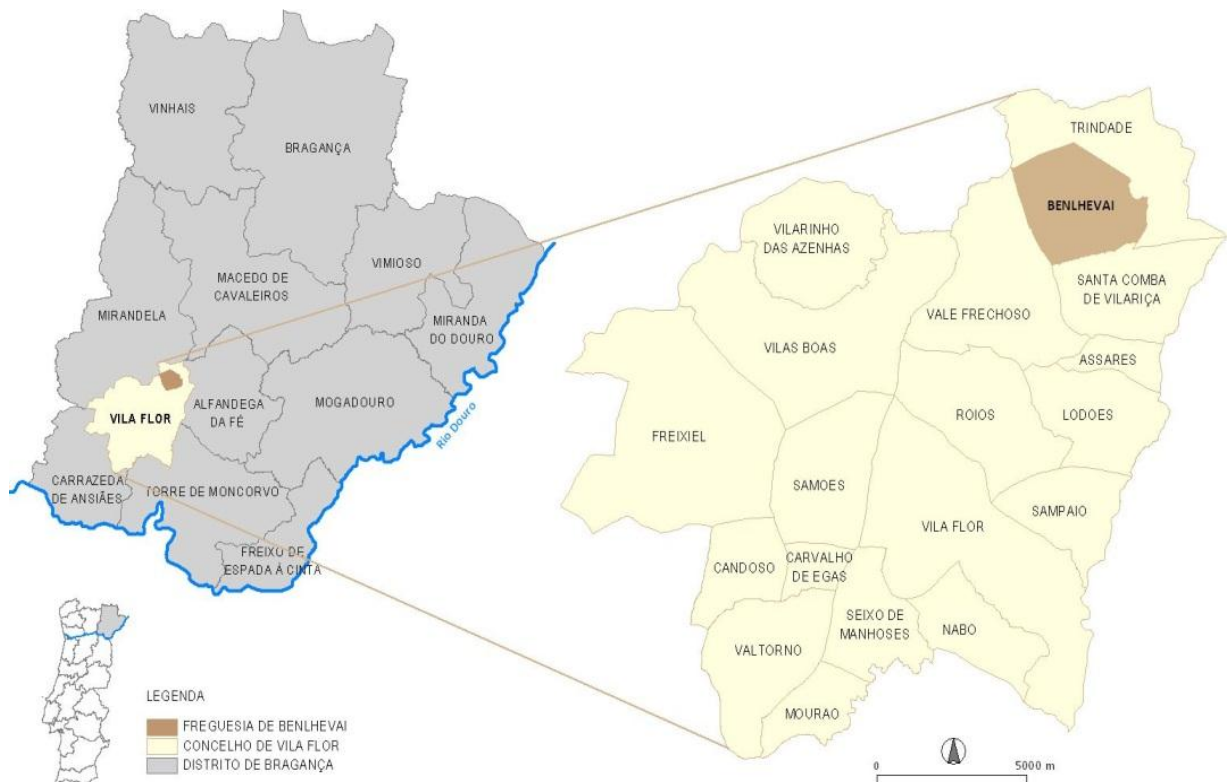 VINHAIS
BRAGANÇA
VIMIOSO
MACEDO DE
CAVALEIROS
MIRANDELA
MIRANDA
DO DOURO
ALFANDEGA
DA FÉ
MOGADOURO
VILA FLOR
Rio Douro
CARRAZEDA
DE ANSIÃES
TORRE DE MONCORVO
FREIXO DE
ESPADA À CINTA
TRINDADE
BENLHEVAI
VILARINHO
DAS AZENHAS
SANTA COMBA
DE VILARIÇA
VALE FRECHOSO
VILAS BOAS
ASSARES
ROIOS
LODOES
FREIXIEL
SAMOES
SAMPAIO
VILA FLOR
CANDOSO
CARVALHO
DE EGAS
SEIXO DE
MANHOSES
NABO
VALTORNO
MOURAO
LEGENDA
FREGUESIA DE BENLHEVAI
CONCELHO DE VILA FLOR
DISTRITO DE BRAGANÇA
0 5000 m